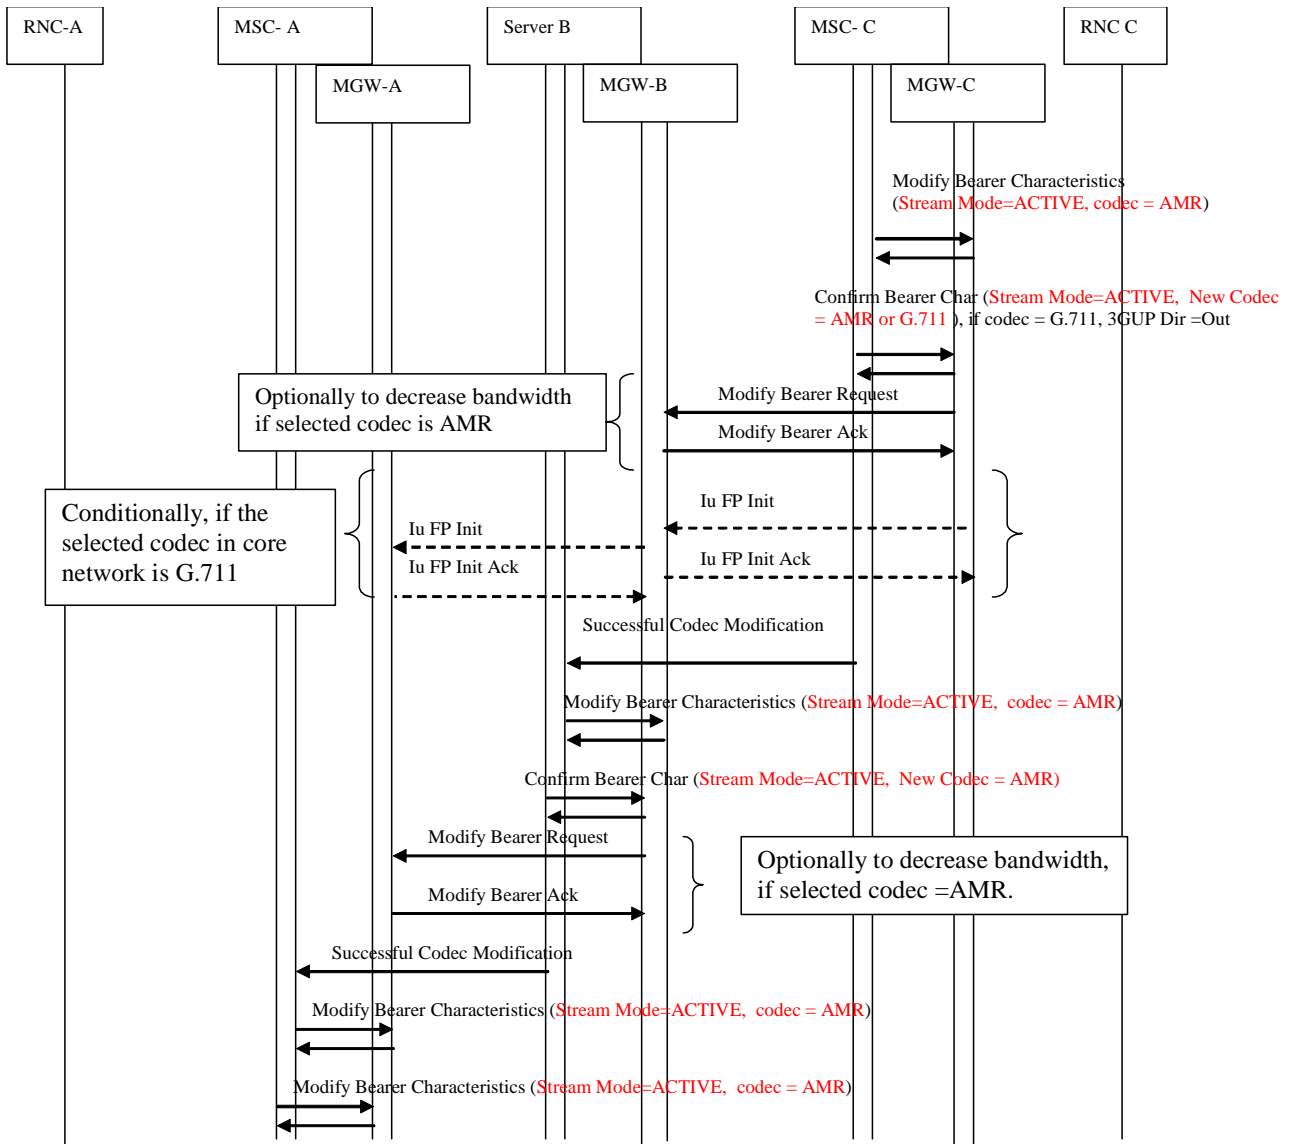 RNC-A
MSC- A
Server B
MSC- C
RNC C
MGW-A
MGW-B
MGW-C
Modify Bearer Characteristics
(Stream Mode=ACTIVE, codec = AMR)
Confirm Bearer Char (Stream Mode=ACTIVE, New Codec
= AMR or G.711 ), if codec = G.711, 3GUP Dir =Out
Optionally to decrease bandwidth
if selected codec is AMR
Modify Bearer Request
Modify Bearer Ack
Conditionally, if the
selected codec in core
network is G.711
Iu FP Init
Iu FP Init
Iu FP Init Ack
Iu FP Init Ack
Successful Codec Modification
Modify Bearer Characteristics (Stream Mode=ACTIVE, codec = AMR)
Confirm Bearer Char (Stream Mode=ACTIVE, New Codec = AMR)
Modify Bearer Request
Optionally to decrease bandwidth,
if selected codec =AMR.
Modify Bearer Ack
Successful Codec Modification
Modify Bearer Characteristics (Stream Mode=ACTIVE, codec = AMR)
Modify Bearer Characteristics (Stream Mode=ACTIVE, codec = AMR)